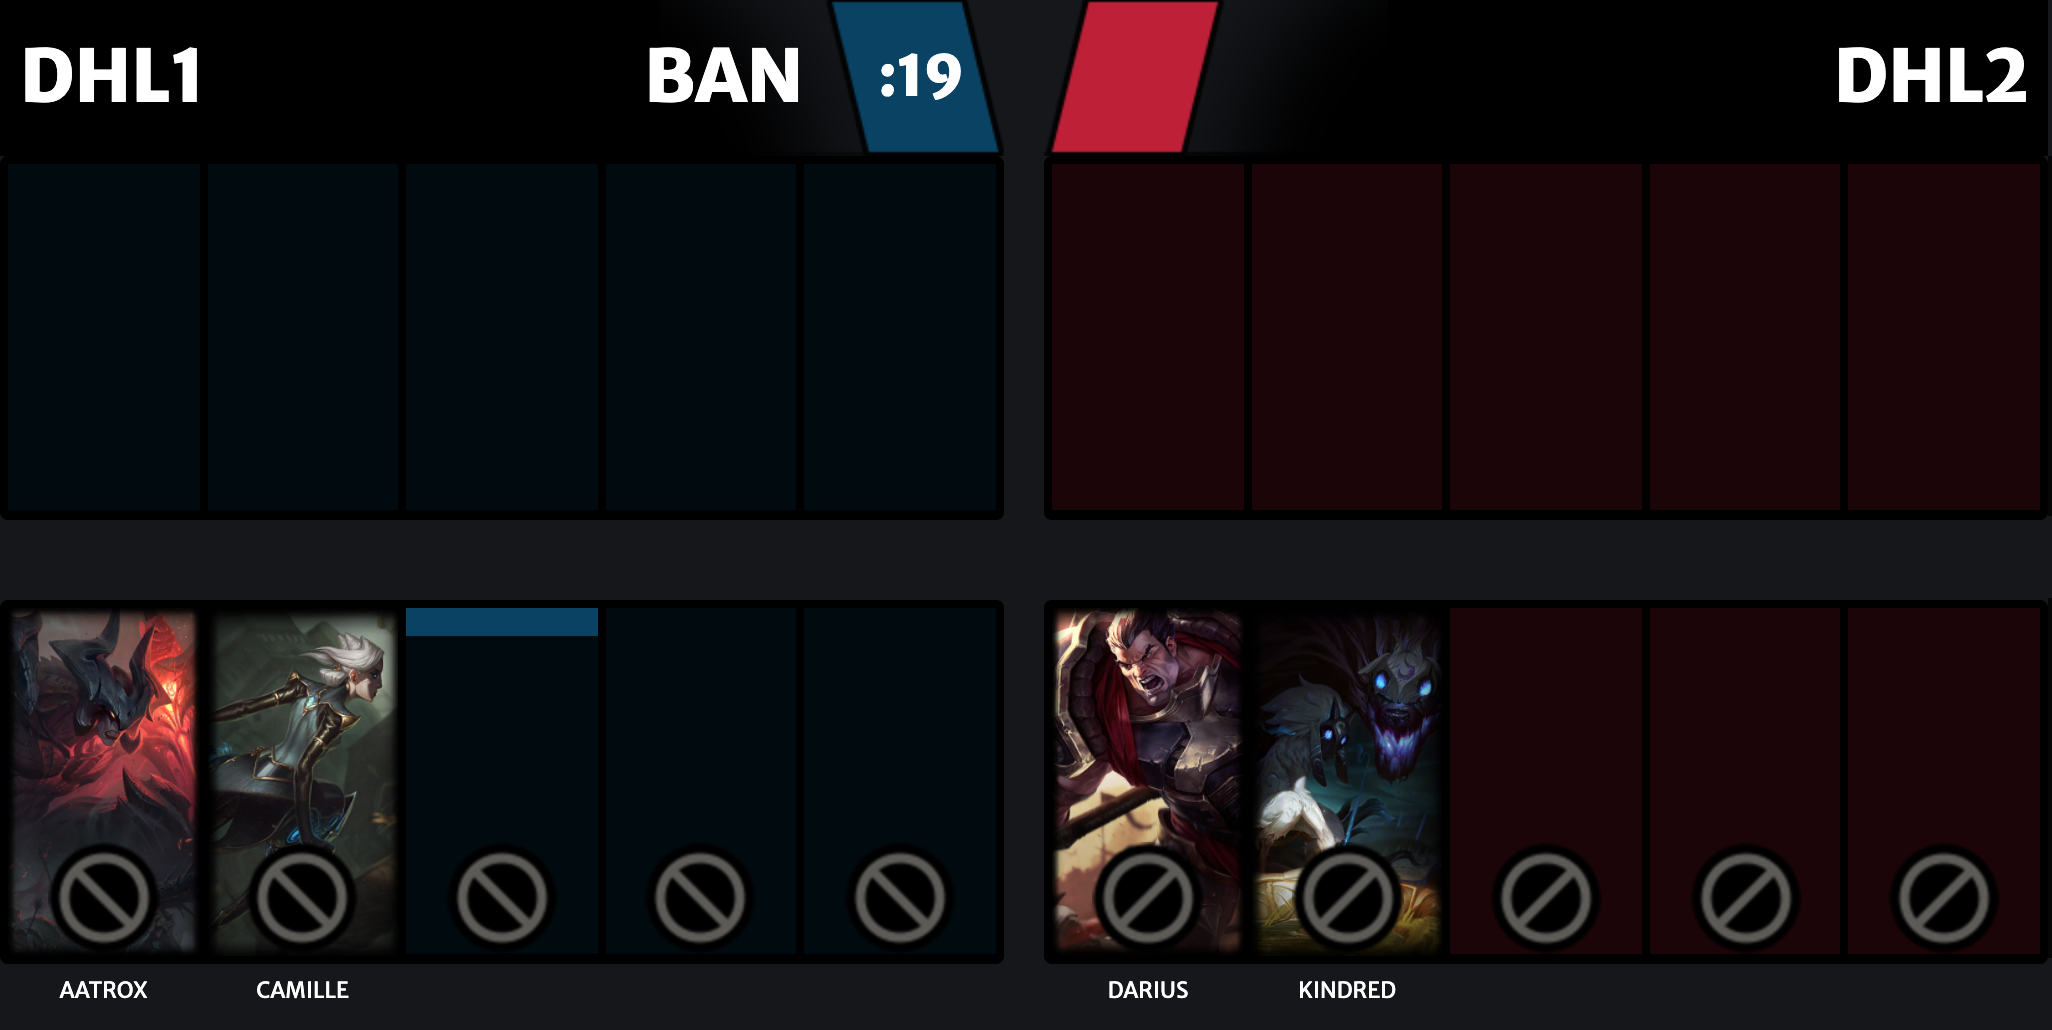 DHL1
BAN
:19
DHL2
AATROX
CAMILLE
DARIUS
KINDRED